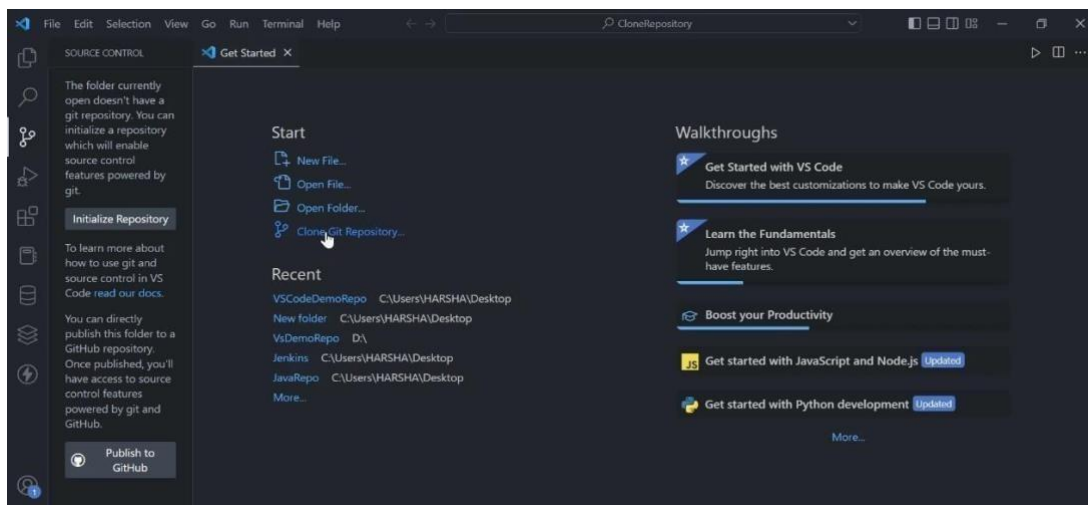 File Edit Selection View Go Run Terminal Help
CloneRepository
SOURCE CONTROL
Get Started
The folder currently
open doesn't have a
git repository. You can
initialize a repository
which will enable
source control
features powered by
git.
Initialize Repository
To learn more about
how to use git and
source control in VS
Code read our docs.
You can directly
publish this folder to a
GitHub repository.
Once published, you'll
have access to source
control features
powered by git and
GitHub.
Publish to
GitHub
1
Start
New File...
Open File...
Open Folder...
Clone Git Repository...
Recent
VSCodeDemoRepo C:\Users\HARSHA\Desktop
New folder C:\Users\HARSHA\Desktop
VsDemoRepo D:\
Jenkins C:\Users\HARSHA\Desktop
JavaRepo C:\Users\HARSHA\Desktop
More...
Walkthroughs
Get Started with VS Code
Discover the best customizations to make VS Code yours.
Learn the Fundamentals
Jump right into VS Code and get an overview of the must-
have features.
Boost your Productivity
JS Get started with JavaScript and Node.js Updated
Get started with Python development Updated
More...